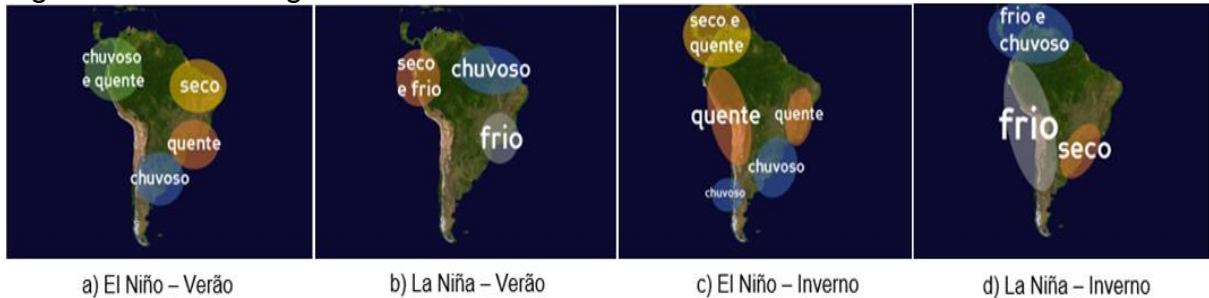 chuvoso
e quente
seco
quente
chuvoso
a) El Niño – Verão
seco
e frio
chuvoso
frio
b) La Niña – Verão
seco e
quente
quente
quente
chuvoso
chuvoso
c) El Niño – Inverno
frio e
chuvoso
frio
seco
d) La Niña – Inverno